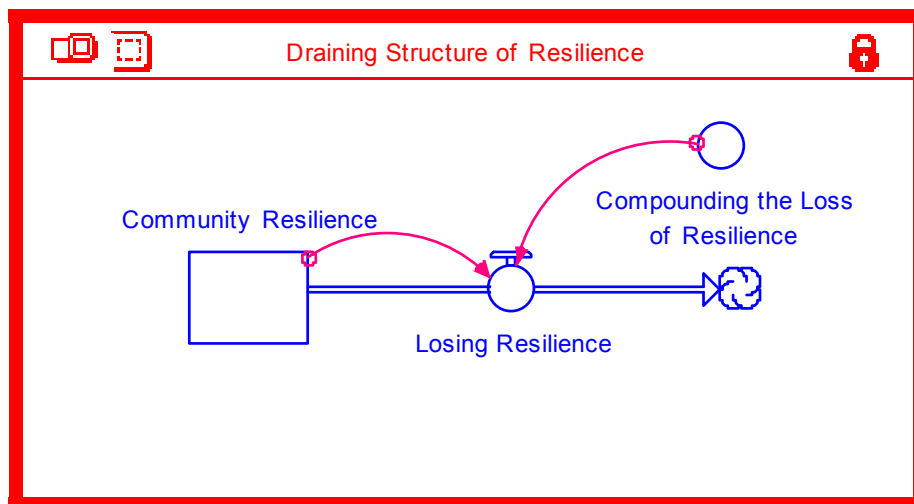 Draining Structure of Resilience
Compounding the Loss
of Resilience
Community Resilience
Losing Resilience